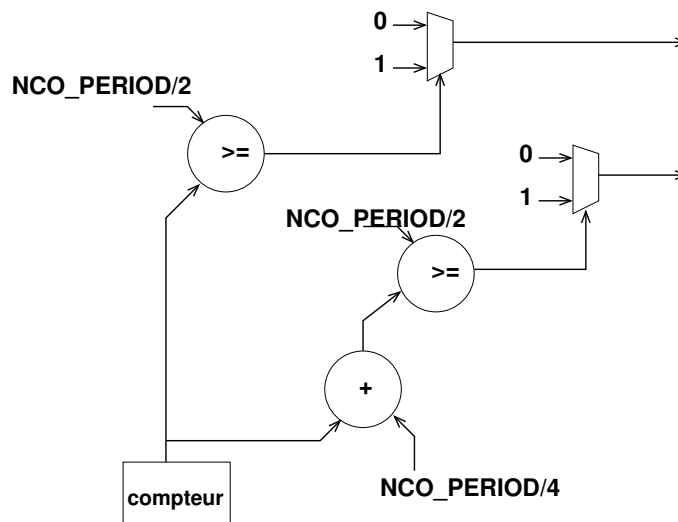 0
1
NCO_PERIOD/2
>=
0
1
NCO_PERIOD/2
>=
+
NCO_PERIOD/4
compteur